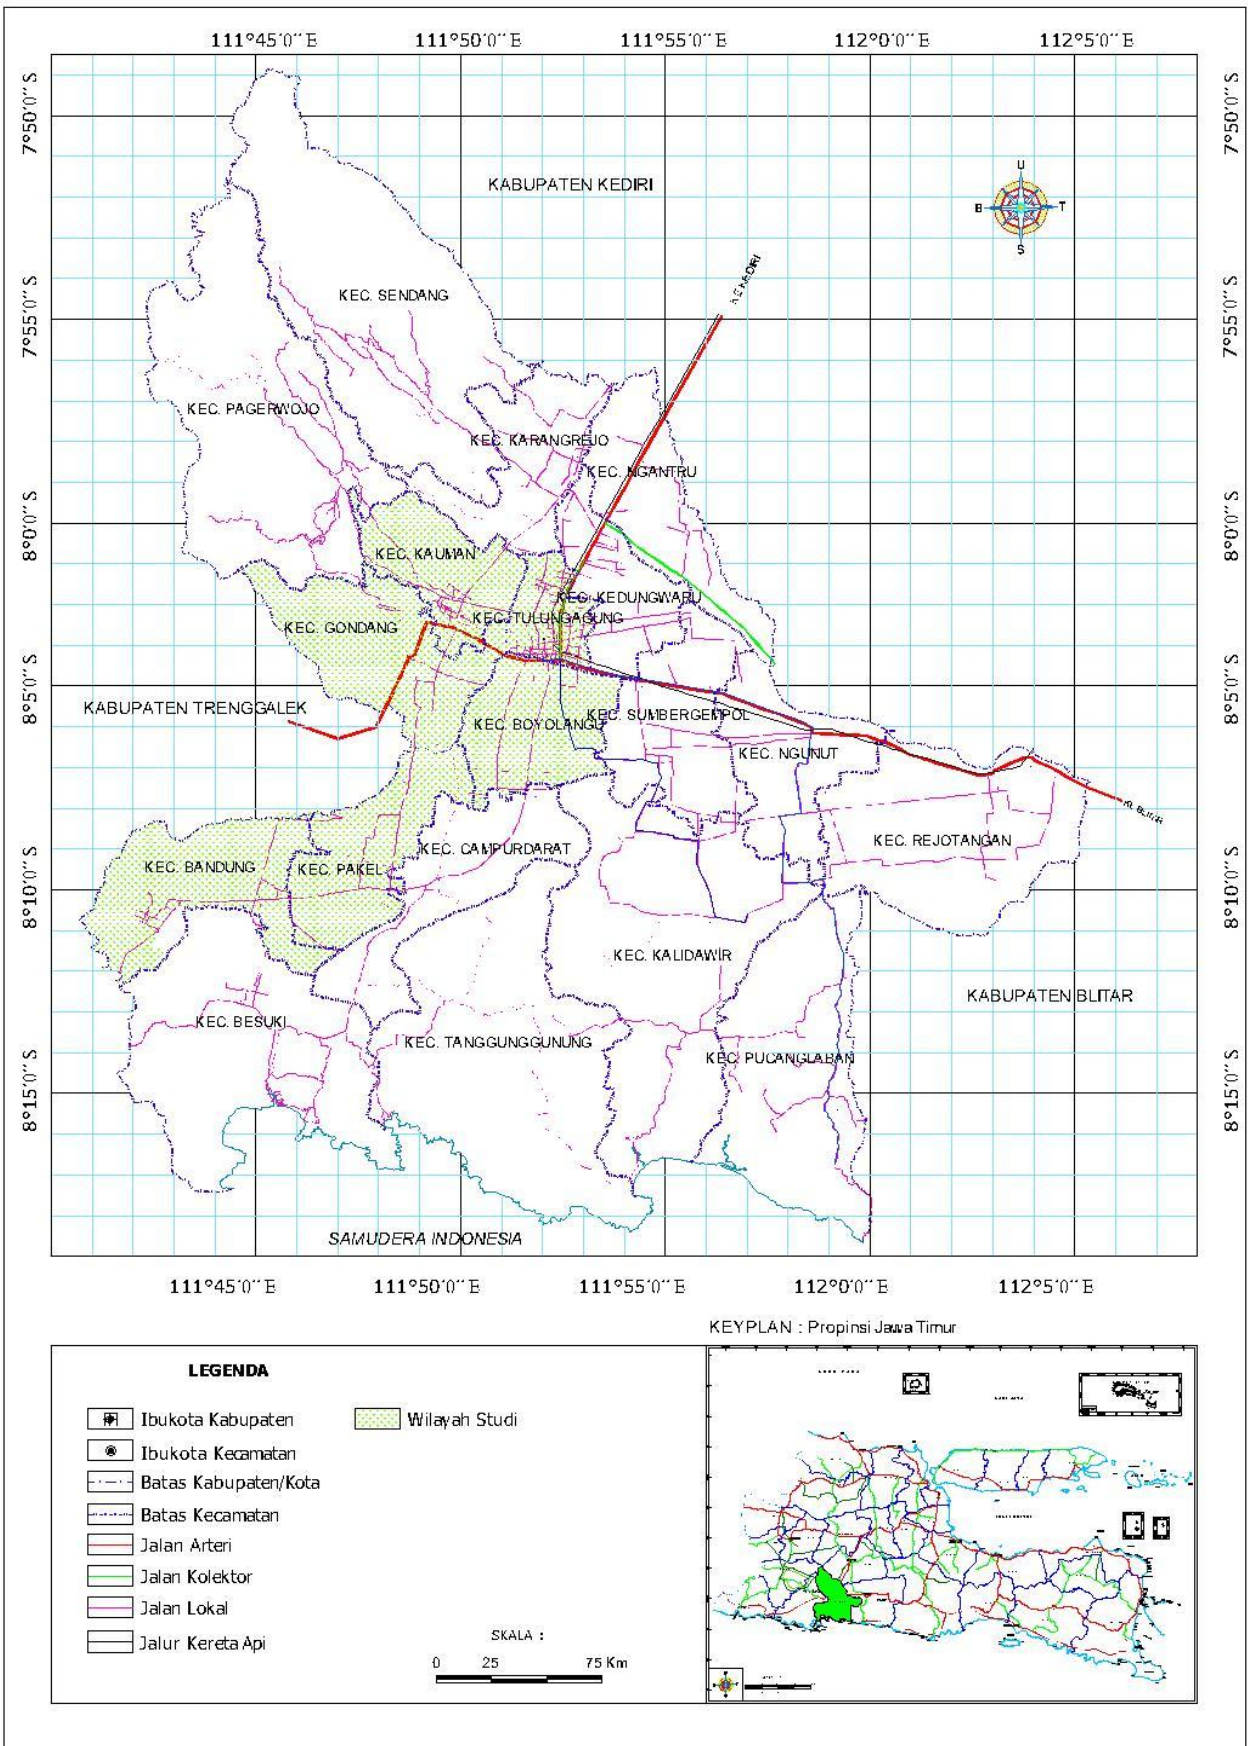 111°45'0'' E 111°50'0'' E 111°55'0'' E 112°0'0'' E 112°5'0'' E
7°50'0'' S 7°50'0'' S
U
B T
S
KABUPATEN KEDIRI
KE KEDIRI
7°55'0'' S 7°55'0'' S
KEC. SENDANG
KEC. PAGERWOJO
KEC. KARANGREJO
KEC. NGANTRU
8°0'0'' S 8°0'0'' S
KEC. KAUMAN
KEC. KEDUNGWARU
KEC. TULUNGAGUNG
KEC. GONDANG
8°5'0'' S 8°5'0'' S
KABUPATEN TRENGGALEK
KEC. SUMBERGEMPOL
KEC. BOYOLANGU
KEC. NGUNUT
KE BLITAR
KEC. REJOTANGAN
KEC. CAMPURDARAT
KEC. BANDUNG
KEC. PAKEL
8°10'0'' S 8°10'0'' S
KEC. KALIDAWIR
KABUPATEN BLITAR
KEC. BESUKI
KEC. TANGGUNGGUNUNG
KEC. PUCANGLABAN
8°15'0'' S 8°15'0'' S
SAMUDERA INDONESIA
111°45'0'' E 111°50'0'' E 111°55'0'' E 112°0'0'' E 112°5'0'' E
KEYPLAN : Propinsi Jawa Timur
LEGENDA
Ibukota Kabupaten
Wilayah Studi
Ibukota Kecamatan
Batas Kabupaten/Kota
Batas Kecamatan
Jalan Arteri
Jalan Kolektor
Jalan Lokal
Jalur Kereta Api
SKALA :
0 25 75 Km